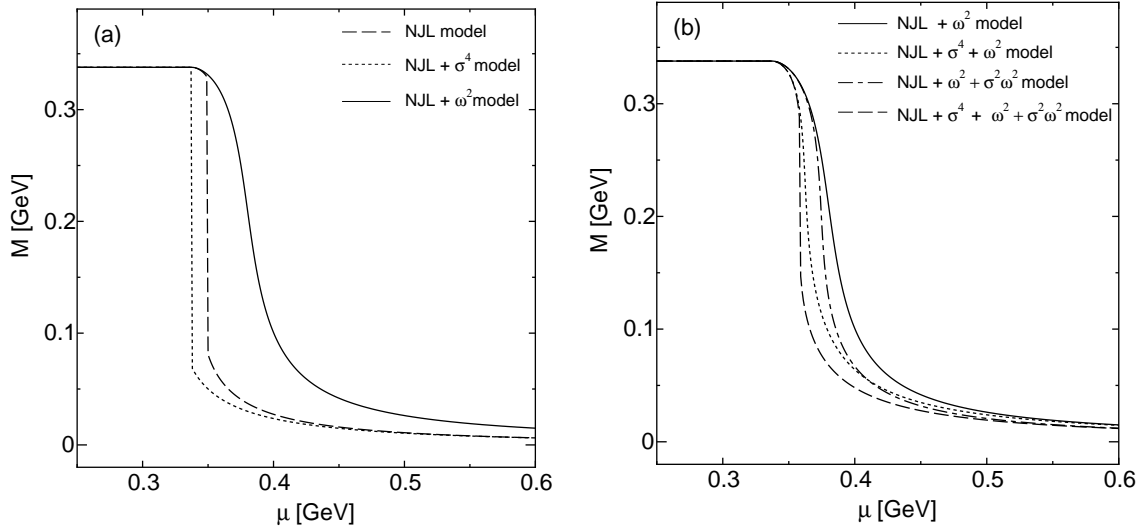 (a)
NJL model
NJL + σ⁴ model
NJL + ω² model
M [GeV]
0.3
0.2
0.1
0
0.3
0.4
0.5
0.6
μ [GeV]
(b)
NJL + ω² model
NJL + σ⁴ + ω² model
NJL + ω² + σ²ω² model
NJL + σ⁴ + ω² + σ²ω² model
M [GeV]
0.3
0.2
0.1
0
0.3
0.4
0.5
0.6
μ [GeV]